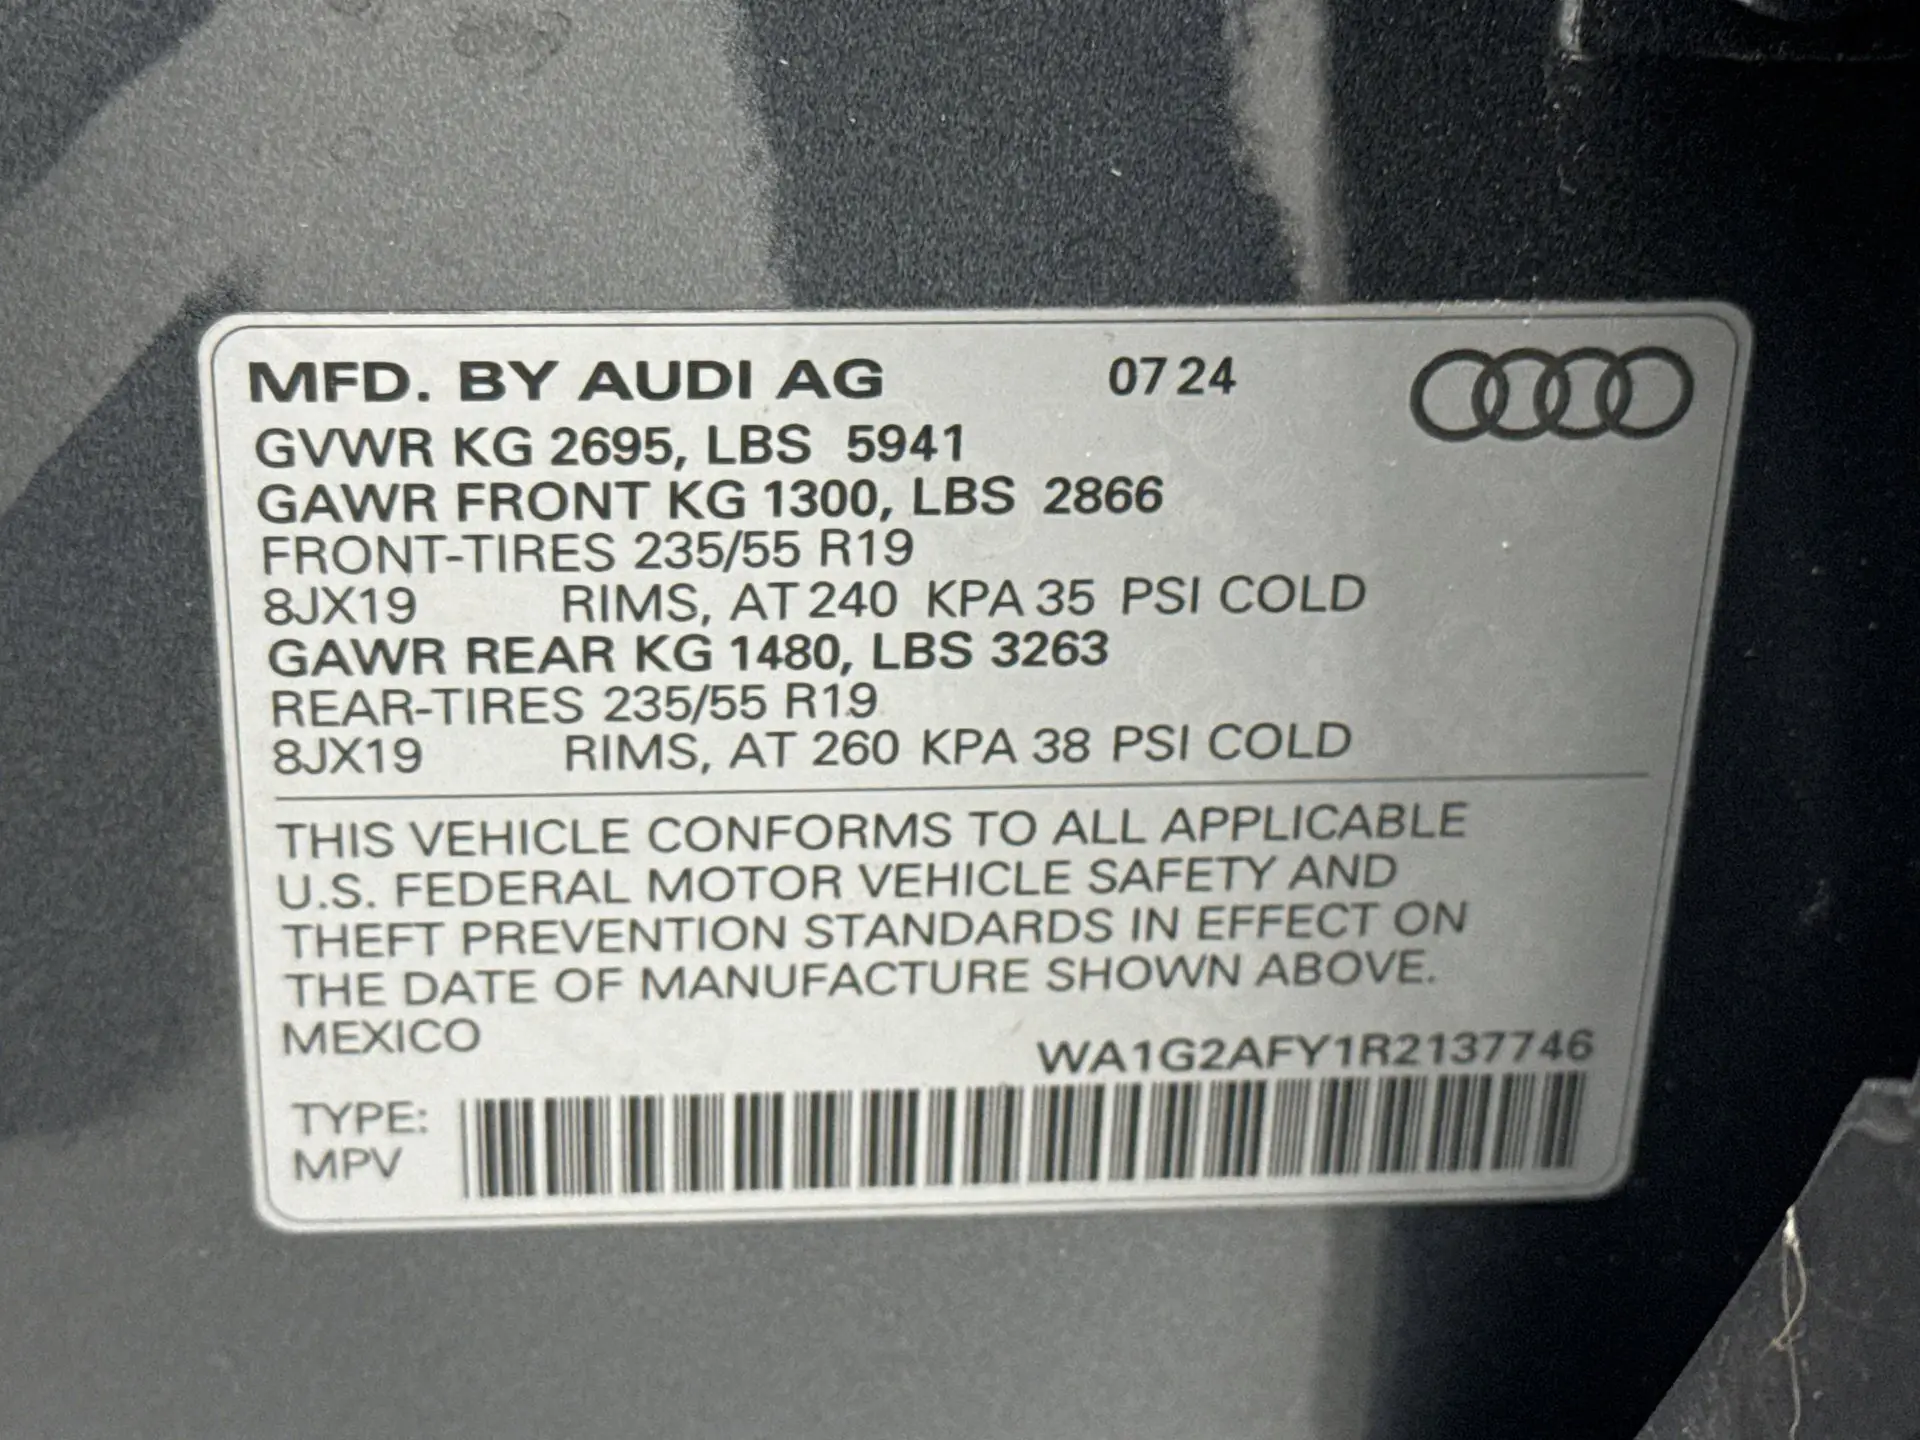 MFD. BY AUDI AG 07 24
GVWR KG 2695, LBS 5941
GAWR FRONT KG 1300, LBS 2866
FRONT-TIRES 235/55 R19
8JX19 RIMS, AT 240 KPA 35 PSI COLD
GAWR REAR KG 1480, LBS 3263
REAR-TIRES 235/55 R19
8JX19 RIMS, AT 260 KPA 38 PSI COLD
THIS VEHICLE CONFORMS TO ALL APPLICABLE
U.S. FEDERAL MOTOR VEHICLE SAFETY AND
THEFT PREVENTION STANDARDS IN EFFECT ON
THE DATE OF MANUFACTURE SHOWN ABOVE.
MEXICO
WA1G2AFY1R2137746
TYPE:
MPV